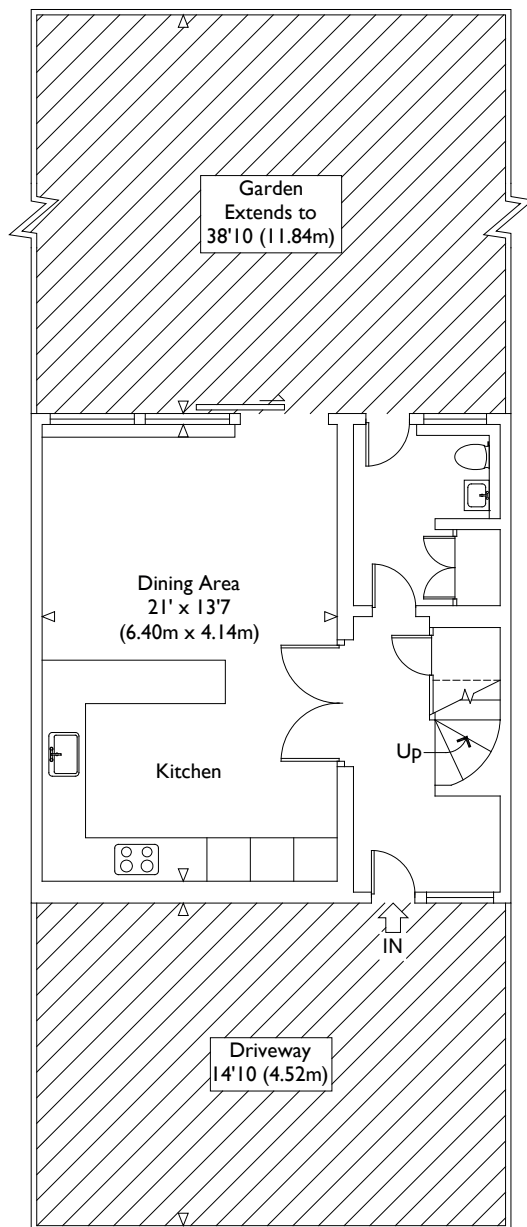 Garden
Extends to
38'10 (11.84m)
Dining Area
21' x 13'7
(6.40m x 4.14m)
Up
Kitchen
IN
Driveway
14'10 (4.52m)